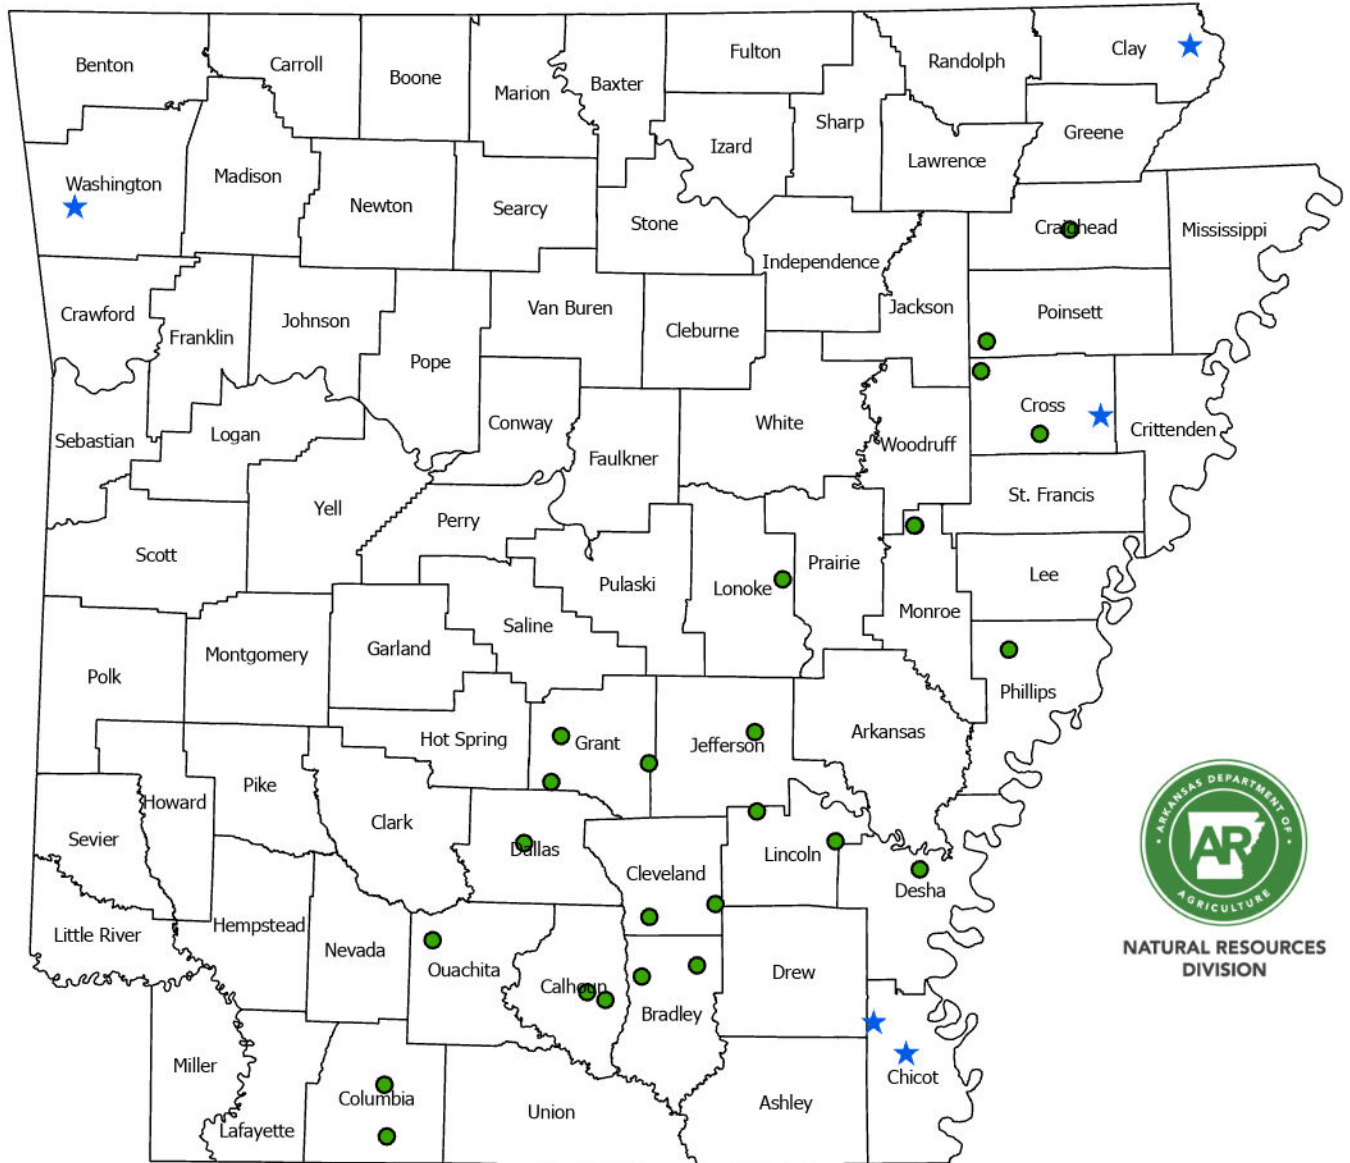 Benton
Carroll
Boone
Marion
Baxter
Fulton
Randolph
Clay
Sharp
Greene
Izard
Lawrence
Washington
Madison
Newton
Searcy
Stone
Craighead
Mississippi
Independence
Crawford
Franklin
Johnson
Pope
Van Buren
Cleburne
Jackson
Poinsett
Sebastian
Logan
Conway
Faulkner
White
Woodruff
Cross
Crittenden
Yell
Perry
St. Francis
Scott
Pulaski
Lonoke
Prairie
Lee
Monroe
Saline
Garland
Montgomery
Polk
Phillips
Hot Spring
Grant
Jefferson
Arkansas
Pike
Howard
Clark
Sevier
Dallas
Cleveland
Lincoln
Desha
Little River
Hempstead
Nevada
Ouachita
Calhoun
Bradley
Drew
Miller
Lafayette
Columbia
Union
Ashley
Chicot
ARKANSAS DEPARTMENT OF
AR
AGRICULTURE
NATURAL RESOURCES
DIVISION